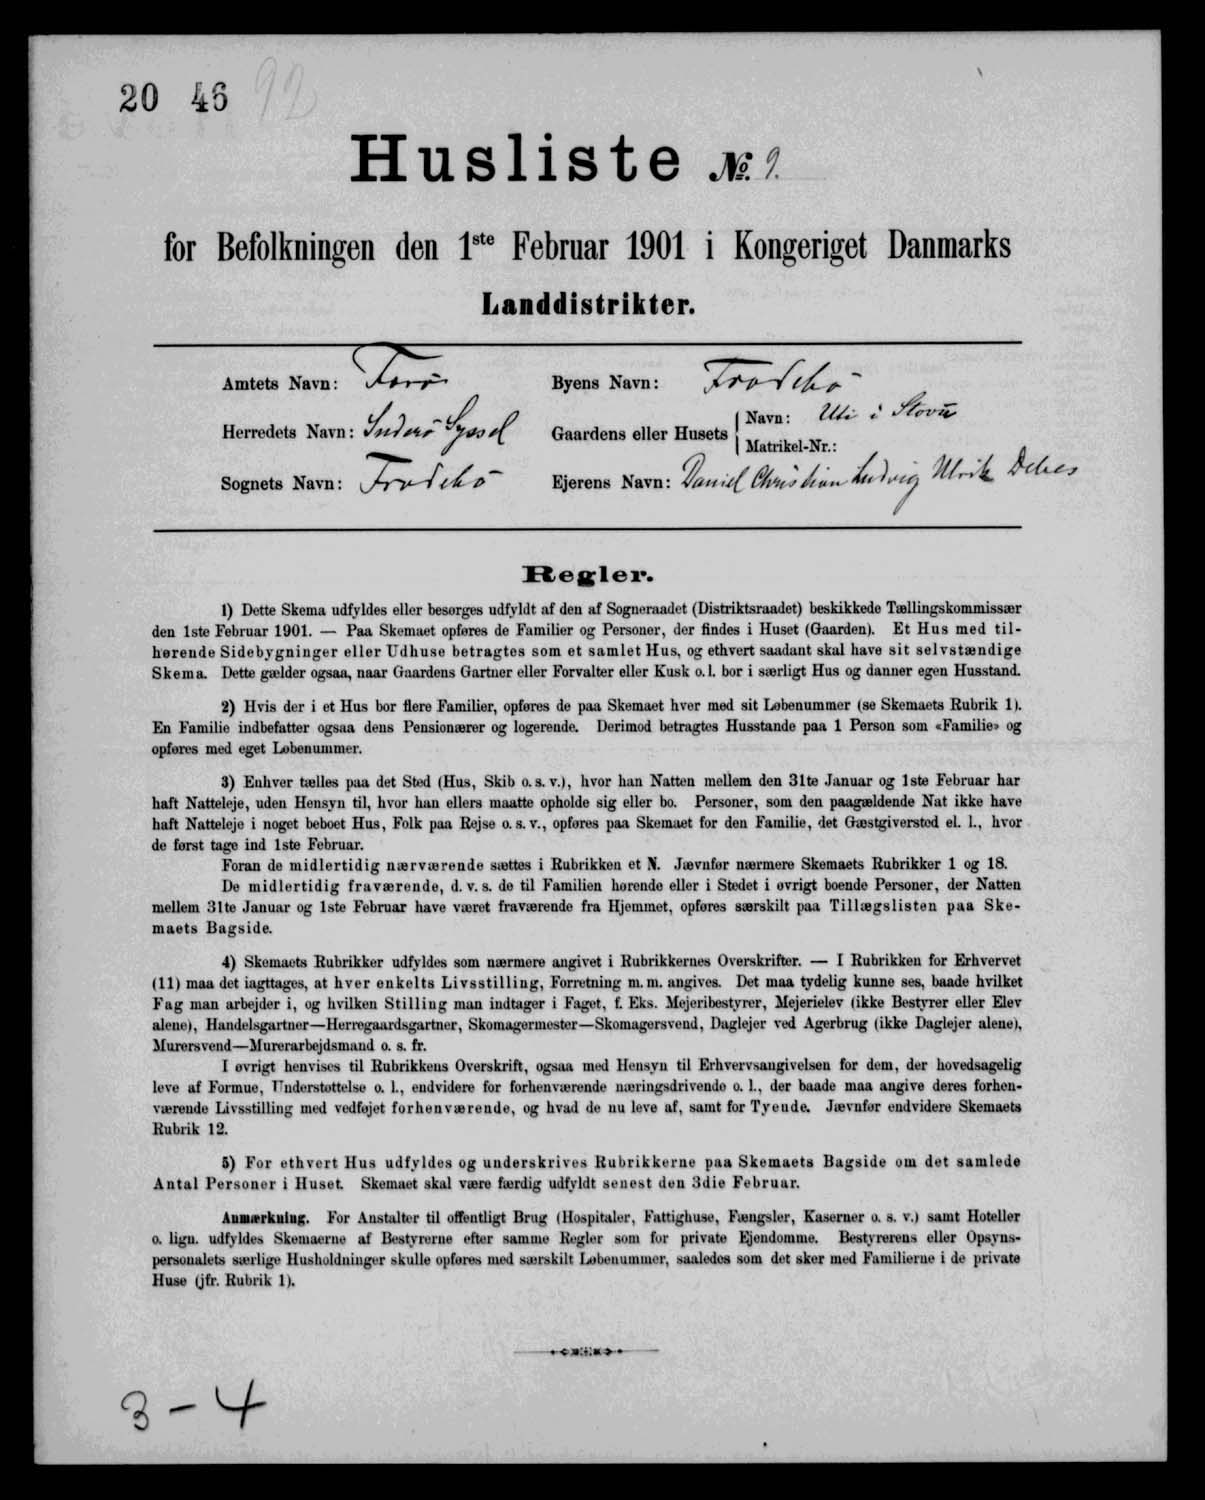 20 46 92
Husliste No. 9.
for Befolkningen den 1ste Februar 1901 i Kongeriget Danmarks
Landdistrikter.
Amtets Navn: Farö
Byens Navn: Frodebö
Herredets Navn: Suderö Syssel
Gaardens eller Husets Navn: Uti i Stovu
Matrikel-Nr.:
Sognets Navn: Frodebö
Ejerens Navn: Daniel Christian Ludvig Ulrik Debes
Regler.
1) Dette Skema udfyldes eller besørges udfyldt af den af Sogneraadet (Distriktsraadet) beskikkede Tællingskommissær
den 1ste Februar 1901. — Paa Skemaet opføres de Familier og Personer, der findes i Huset (Gaarden). Et Hus med til-
hørende Sidebygninger eller Udhuse betragtes som et samlet Hus, og ethvert saadant skal have sit selvstændige
Skema. Dette gælder ogsaa, naar Gaardens Gartner eller Forvalter eller Kusk o. l. bor i særligt Hus og danner egen Husstand.
2) Hvis der i et Hus bor flere Familier, opføres de paa Skemaet hver med sit Løbenummer (se Skemaets Rubrik 1).
En Familie indbefatter ogsaa dens Pensionærer og logerende. Derimod betragtes Husstande paa 1 Person som «Familie» og
opføres med eget Løbenummer.
3) Enhver tælles paa det Sted (Hus, Skib o. s. v.), hvor han Natten mellem den 31te Januar og 1ste Februar har
haft Natteleje, uden Hensyn til, hvor han ellers maatte opholde sig eller bo. Personer, som den paagældende Nat ikke have
haft Natteleje i noget beboet Hus, Folk paa Rejse o. s. v., opføres paa Skemaet for den Familie, det Gæstgiversted el. l., hvor
de først tage ind 1ste Februar.
Foran de midlertidig nærværende sættes i Rubrikken et N. Jævnfør nærmere Skemaets Rubrikker 1 og 18.
De midlertidig fraværende, d. v. s. de til Familien hørende eller i Stedet i øvrigt boende Personer, der Natten
mellem 31te Januar og 1ste Februar have været fraværende fra Hjemmet, opføres særskilt paa Tillægslisten paa Ske-
maets Bagside.
4) Skemaets Rubrikker udfyldes som nærmere angivet i Rubrikkernes Overskrifter. — I Rubrikken for Erhvervet
(11) maa det iagttages, at hver enkelts Livsstilling, Forretning m. m. angives. Det maa tydelig kunne ses, baade hvilket
Fag man arbejder i, og hvilken Stilling man indtager i Faget, f. Eks. Mejeribestyrer, Mejerielev (ikke Bestyrer eller Elev
alene), Handelsgartner—Herregaardsgartner, Skomagermester—Skomagersvend, Daglejer ved Agerbrug (ikke Daglejer alene),
Murersvend—Murerarbejdsmand o. s. fr.
I øvrigt henvises til Rubrikkens Overskrift, ogsaa med Hensyn til Erhvervsangivelsen for dem, der hovedsagelig
leve af Formue, Understøttelse o. l., endvidere for forhenværende næringsdrivende o. l., der baade maa angive deres forhen-
værende Livsstilling med vedføjet forhenværende, og hvad de nu leve af, samt for Tyende. Jævnfør endvidere Skemaets
Rubrik 12.
5) For ethvert Hus udfyldes og underskrives Rubrikkerne paa Skemaets Bagside om det samlede
Antal Personer i Huset. Skemaet skal være færdig udfyldt senest den 3die Februar.
Anmærkning. For Anstalter til offentligt Brug (Hospitaler, Fattighuse, Fængsler, Kaserner o. s. v.) samt Hoteller
o. lign. udfyldes Skemaerne af Bestyrerne efter samme Regler som for private Ejendomme. Bestyrerens eller Opsyns-
personalets særlige Husholdninger skulle opføres med særskilt Løbenummer, saaledes som det sker med Familierne i de private
Huse (jfr. Rubrik 1).
3-4